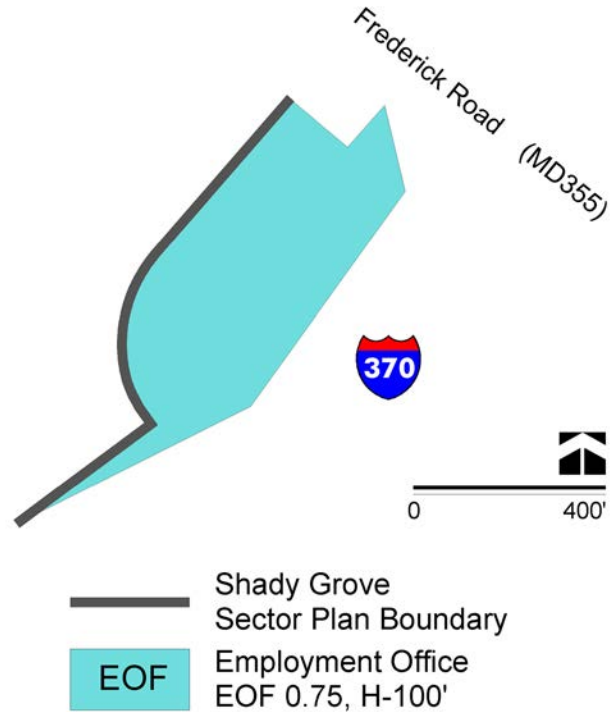 Frederick Road (MD355)
370
0 400'
Shady Grove
Sector Plan Boundary
EOF
Employment Office
EOF 0.75, H-100'